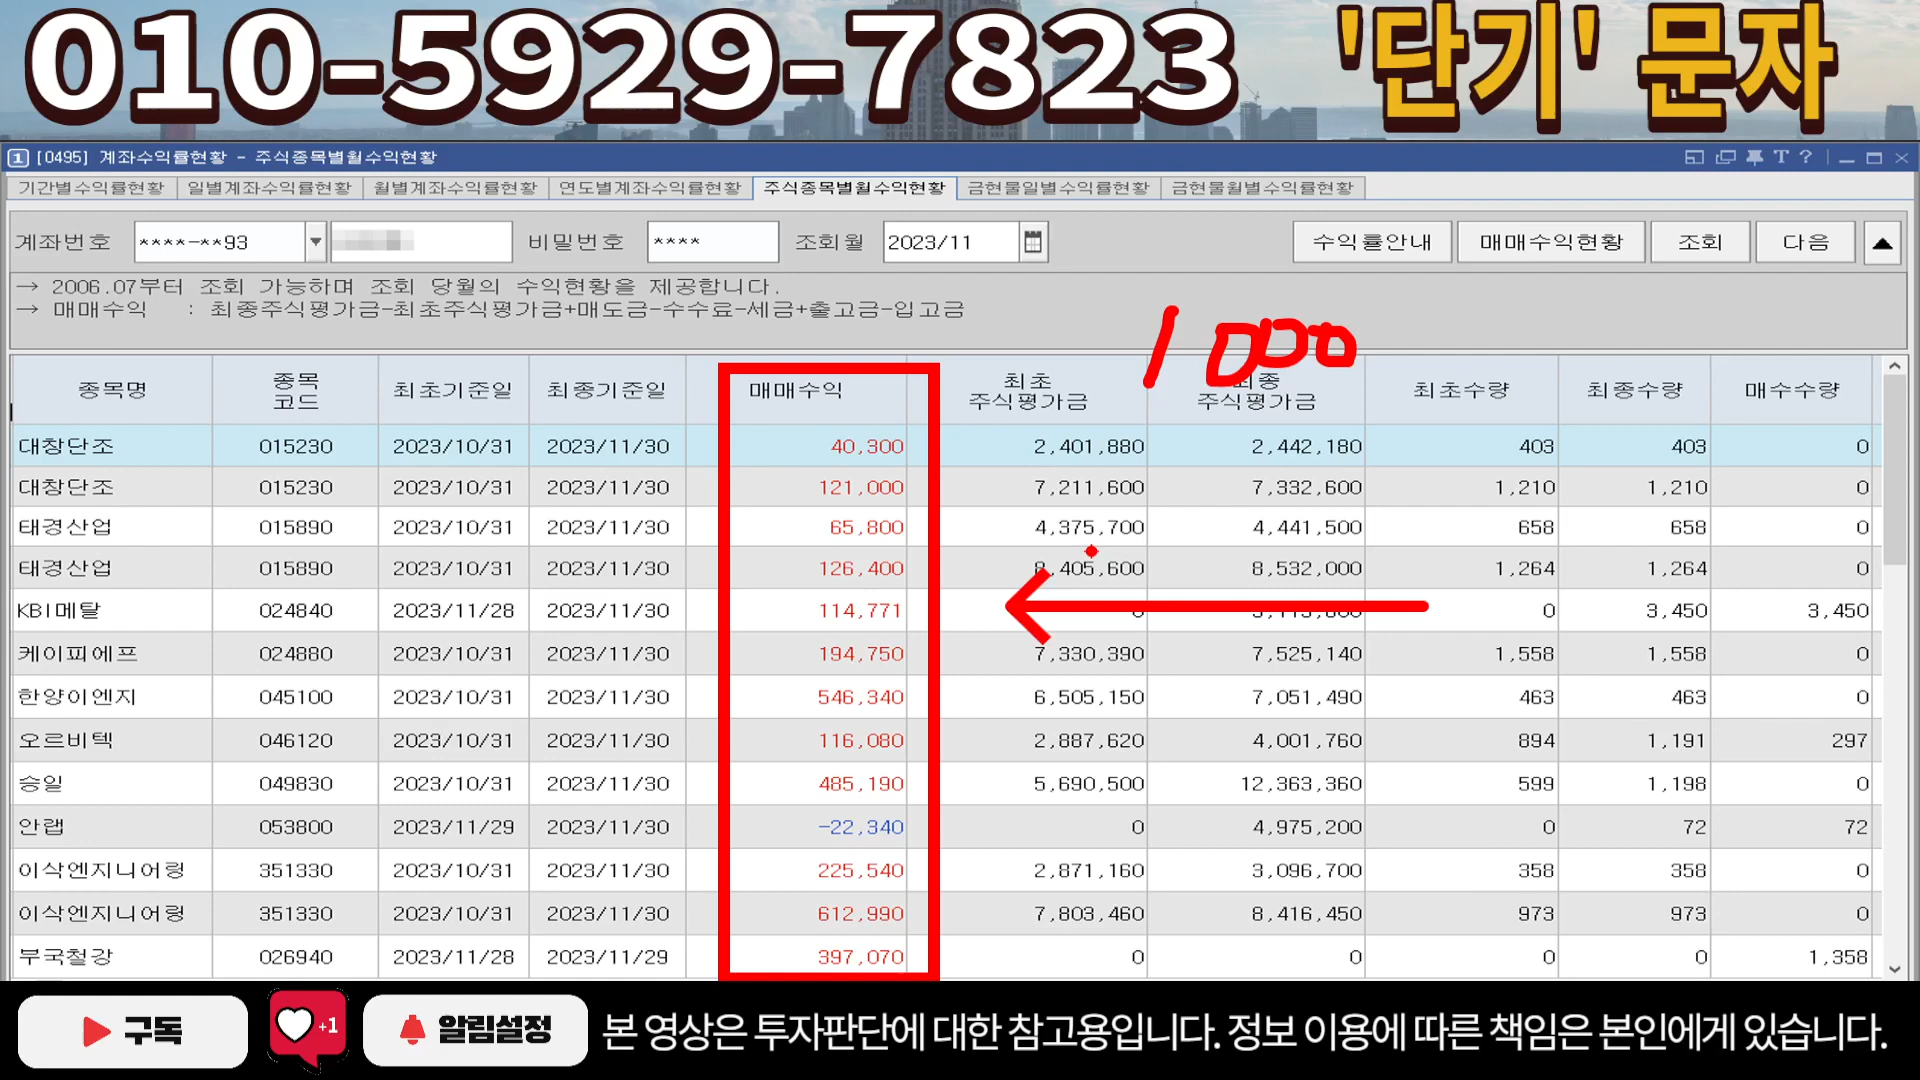 010-5929-7823 '단기' 문자
1 [0495] 계좌수익률현황 - 주식종목별월수익현황
기간별수익률현황 일별계좌수익률현황 월별계좌수익률현황 연도별계좌수익률현황 주식종목별월수익현황 금현물일별수익률현황 금현물월별수익률현황
계좌번호 ****-**93 비밀번호 **** 조회월 2023/11 수익률안내 매매수익현황 조회 다음
→ 2006.07부터 조회 가능하며 조회 당월의 수익현황을 제공합니다.
→ 매매수익 : 최종주식평가금-최초주식평가금+매도금-수수료-세금+출고금-입고금
1000
종목명 종목코드 최초기준일 최종기준일 매매수익 최초주식평가금 최종주식평가금 최초수량 최종수량 매수수량
대창단조 015230 2023/10/31 2023/11/30 40,300 2,401,880 2,442,180 403 403 0
대창단조 015230 2023/10/31 2023/11/30 121,000 7,211,600 7,332,600 1,210 1,210 0
태경산업 015890 2023/10/31 2023/11/30 65,800 4,375,700 4,441,500 658 658 0
태경산업 015890 2023/10/31 2023/11/30 126,400 8,405,600 8,532,000 1,264 1,264 0
KBI메탈 024840 2023/11/28 2023/11/30 114,771 0 0 3,450 3,450
케이피에프 024880 2023/10/31 2023/11/30 194,750 7,330,390 7,525,140 1,558 1,558 0
한양이엔지 045100 2023/10/31 2023/11/30 546,340 6,505,150 7,051,490 463 463 0
오르비텍 046120 2023/10/31 2023/11/30 116,080 2,887,620 4,001,760 894 1,191 297
승일 049830 2023/10/31 2023/11/30 485,190 5,690,500 12,363,360 599 1,198 0
안랩 053800 2023/11/29 2023/11/30 -22,340 0 4,975,200 0 72 72
이삭엔지니어링 351330 2023/10/31 2023/11/30 225,540 2,871,160 3,096,700 358 358 0
이삭엔지니어링 351330 2023/10/31 2023/11/30 612,990 7,803,460 8,416,450 973 973 0
부국철강 026940 2023/11/28 2023/11/29 397,070 0 0 0 0 1,358
구독 +1 알림설정 본 영상은 투자판단에 대한 참고용입니다. 정보 이용에 따른 책임은 본인에게 있습니다.